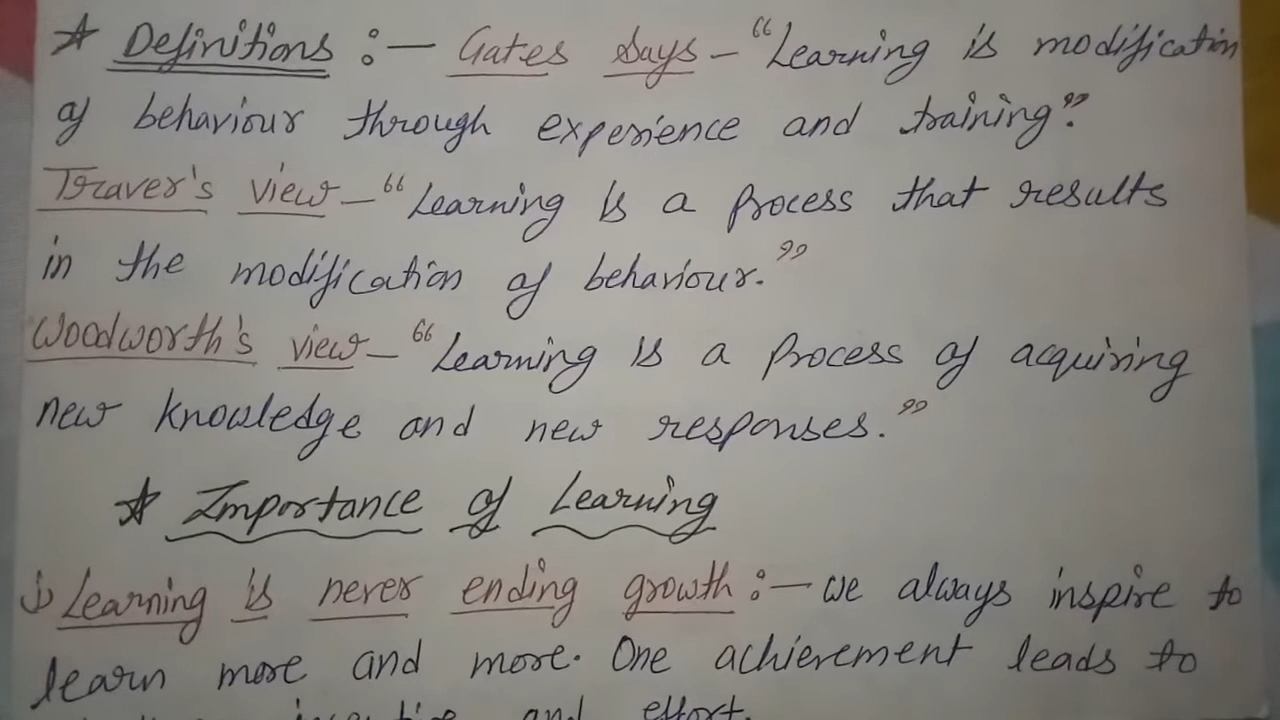 ☆ Definitions :- Gates Says - "Learning is modification
of behaviour through experience and training".
Traver's view - "Learning is a process that results
in the modification of behaviour."
Woodworth's view - "Learning is a process of acquiring
new knowledge and new responses."
☆ Importance of Learning
i) Learning is never ending growth :- we always inspire to
learn more and more. One achievement leads to
and effort.